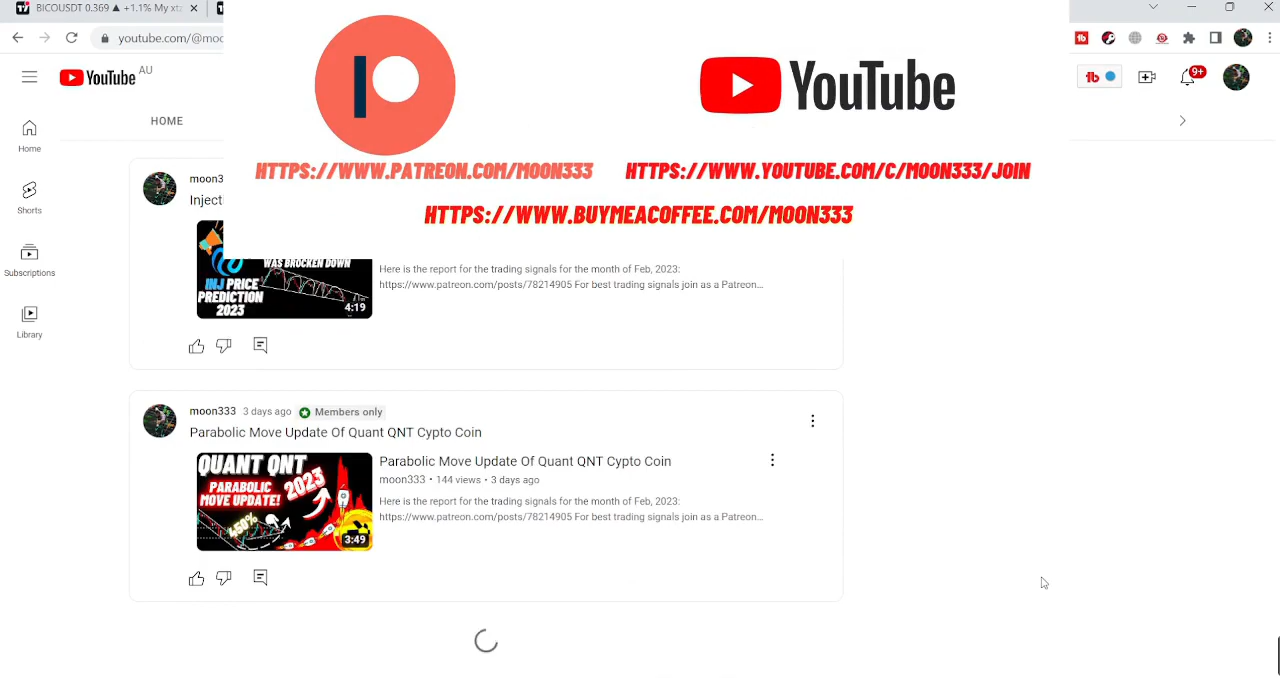 BICOUSDT 0.369 ▲ +1.1% My
youtube.com/@moo
YouTube AU
9+
HOME
HTTPS://WWW.PATREON.COM/MOON333
YouTube
HTTPS://WWW.YOUTUBE.COM/C/MOON333/JOIN
HTTPS://WWW.BUYMEACOFFEE.COM/MOON333
Home
Shorts
Subscriptions
Library
moon3
Injecti
WAS BROCKEN DOWN
INJ PRICE
PREDICTION
2023
4:19
Here is the report for the trading signals for the month of Feb, 2023:
https://www.patreon.com/posts/78214905 For best trading signals join as a Patreon...
moon333 3 days ago Members only
Parabolic Move Update Of Quant QNT Cypto Coin
QUANT QNT
PARABOLIC
MOVE UPDATE!
2023
450%
3:49
Parabolic Move Update Of Quant QNT Cypto Coin
moon333 • 144 views • 3 days ago
Here is the report for the trading signals for the month of Feb, 2023:
https://www.patreon.com/posts/78214905 For best trading signals join as a Patreon...